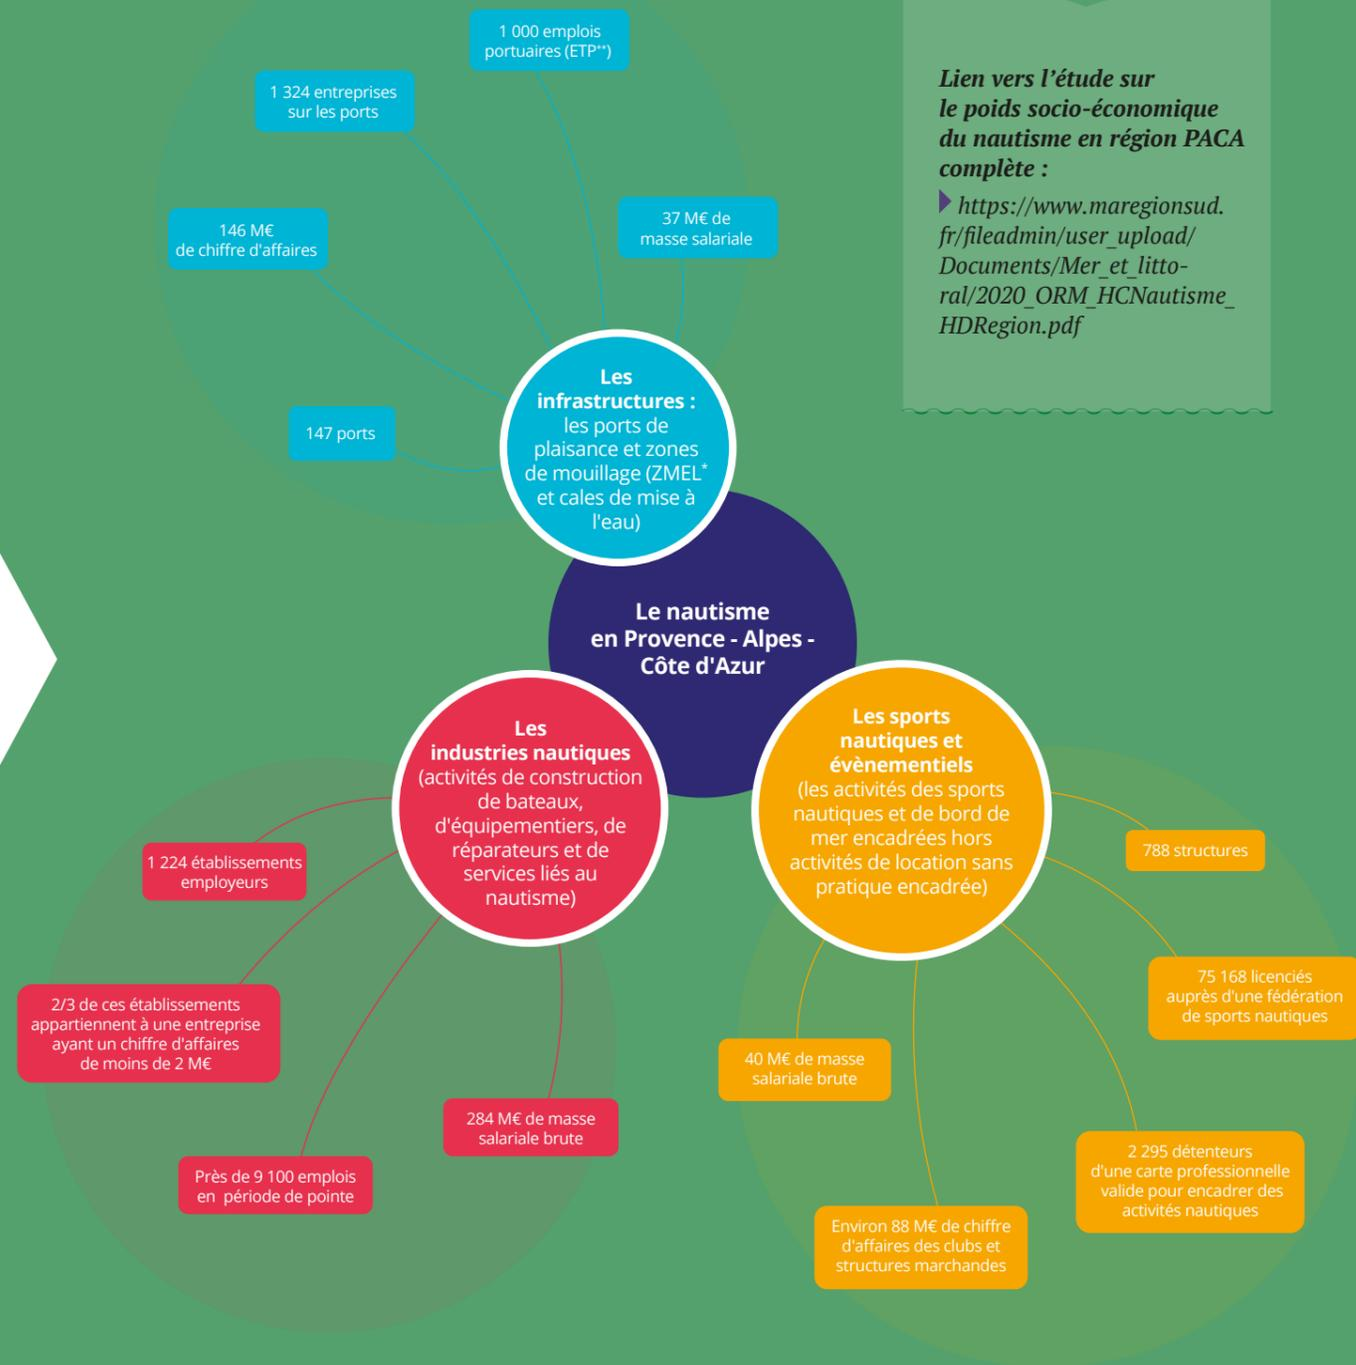 1 000 emplois
portuaires (ETP**)
1 324 entreprises
sur les ports
146 M€
de chiffre d'affaires
37 M€ de
masse salariale
147 ports
Les
infrastructures :
les ports de
plaisance et zones
de mouillage (ZMEL*
et cales de mise à
l'eau)
Lien vers l'étude sur
le poids socio-économique
du nautisme en région PACA
complète :
https://www.maregionsud.
fr/fileadmin/user_upload/
Documents/Mer_et_litto-
ral/2020_ORM_HCNautisme_
HDRegion.pdf
Le nautisme
en Provence - Alpes -
Côte d'Azur
Les
industries nautiques
(activités de construction
de bateaux,
d'équipementiers, de
réparateurs et de
services liés au
nautisme)
1 224 établissements
employeurs
2/3 de ces établissements
appartiennent à une entreprise
ayant un chiffre d'affaires
de moins de 2 M€
Près de 9 100 emplois
en période de pointe
284 M€ de masse
salariale brute
Les sports
nautiques et
évènementiels
(les activités des sports
nautiques et de bord de
mer encadrées hors
activités de location sans
pratique encadrée)
788 structures
75 168 licenciés
auprès d'une fédération
de sports nautiques
40 M€ de masse
salariale brute
2 295 détenteurs
d'une carte professionnelle
valide pour encadrer des
activités nautiques
Environ 88 M€ de chiffre
d'affaires des clubs et
structures marchandes